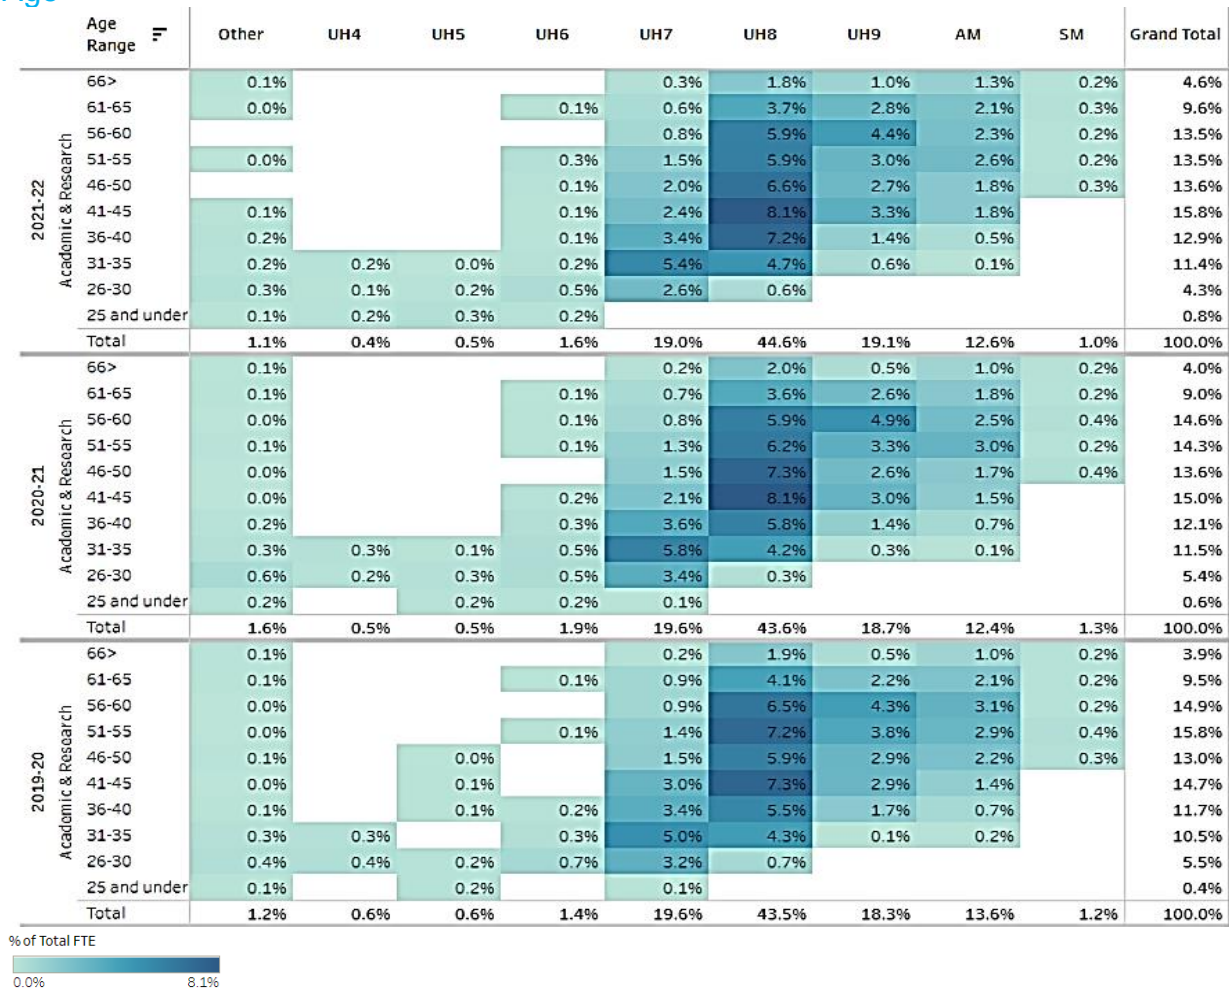 Age
Age Range Other UH4 UH5 UH6 UH7 UH8 UH9 AM SM Grand Total
2021-22
Academic & Research
66> 0.1% 0.3% 1.8% 1.0% 1.3% 0.2% 4.6%
61-65 0.0% 0.1% 0.6% 3.7% 2.8% 2.1% 0.3% 9.6%
56-60 0.8% 5.9% 4.4% 2.3% 0.2% 13.5%
51-55 0.0% 0.3% 1.5% 5.9% 3.0% 2.6% 0.2% 13.5%
46-50 0.1% 2.0% 6.6% 2.7% 1.8% 0.3% 13.6%
41-45 0.1% 0.1% 2.4% 8.1% 3.3% 1.8% 15.8%
36-40 0.2% 0.1% 3.4% 7.2% 1.4% 0.5% 12.9%
31-35 0.2% 0.2% 0.0% 0.2% 5.4% 4.7% 0.6% 0.1% 11.4%
26-30 0.3% 0.1% 0.2% 0.5% 2.6% 0.6% 4.3%
25 and under 0.1% 0.2% 0.3% 0.2% 0.8%
Total 1.1% 0.4% 0.5% 1.6% 19.0% 44.6% 19.1% 12.6% 1.0% 100.0%
2020-21
Academic & Research
66> 0.1% 0.2% 2.0% 0.5% 1.0% 0.2% 4.0%
61-65 0.1% 0.1% 0.7% 3.6% 2.6% 1.8% 0.2% 9.0%
56-60 0.0% 0.1% 0.8% 5.9% 4.9% 2.5% 0.4% 14.6%
51-55 0.1% 0.1% 1.3% 6.2% 3.3% 3.0% 0.2% 14.3%
46-50 0.0% 1.5% 7.3% 2.6% 1.7% 0.4% 13.6%
41-45 0.0% 0.2% 2.1% 8.1% 3.0% 1.5% 15.0%
36-40 0.2% 0.3% 3.6% 5.8% 1.4% 0.7% 12.1%
31-35 0.3% 0.3% 0.1% 0.5% 5.8% 4.2% 0.3% 0.1% 11.5%
26-30 0.6% 0.2% 0.3% 0.5% 3.4% 0.3% 5.4%
25 and under 0.2% 0.2% 0.2% 0.1% 0.6%
Total 1.6% 0.5% 0.5% 1.9% 19.6% 43.6% 18.7% 12.4% 1.3% 100.0%
2019-20
Academic & Research
66> 0.1% 0.2% 1.9% 0.5% 1.0% 0.2% 3.9%
61-65 0.1% 0.1% 0.9% 4.1% 2.2% 2.1% 0.2% 9.5%
56-60 0.0% 0.9% 6.5% 4.3% 3.1% 0.2% 14.9%
51-55 0.0% 0.1% 1.4% 7.2% 3.8% 2.9% 0.4% 15.8%
46-50 0.1% 0.0% 1.5% 5.9% 2.9% 2.2% 0.3% 13.0%
41-45 0.0% 0.1% 3.0% 7.3% 2.9% 1.4% 14.7%
36-40 0.1% 0.1% 0.2% 3.4% 5.5% 1.7% 0.7% 11.7%
31-35 0.3% 0.3% 0.3% 5.0% 4.3% 0.1% 0.2% 10.5%
26-30 0.4% 0.4% 0.2% 0.7% 3.2% 0.7% 5.5%
25 and under 0.1% 0.2% 0.1% 0.4%
Total 1.2% 0.6% 0.6% 1.4% 19.6% 43.5% 18.3% 13.6% 1.2% 100.0%
% of Total FTE
0.0% 8.1%